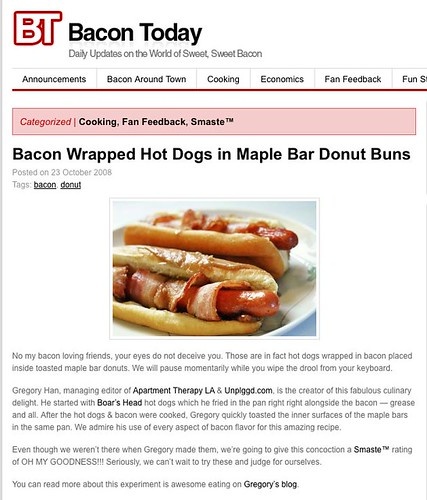 BT Bacon Today
Daily Updates on the World of Sweet, Sweet Bacon
Announcements Bacon Around Town Cooking Economics Fan Feedback Fun S
Categorized | Cooking, Fan Feedback, Smaste™
Bacon Wrapped Hot Dogs in Maple Bar Donut Buns
Posted on 23 October 2008
Tags: bacon, donut
No my bacon loving friends, your eyes do not deceive you. Those are in fact hot dogs wrapped in bacon placed
inside toasted maple bar donuts. We will pause momentarily while you wipe the drool from your keyboard.
Gregory Han, managing editor of Apartment Therapy LA & Unplggd.com, is the creator of this fabulous culinary
delight. He started with Boar's Head hot dogs which he fried in the pan right right alongside the bacon — grease
and all. After the hot dogs & bacon were cooked, Gregory quickly toasted the inner surfaces of the maple bars
in the same pan. We admire his use of every aspect of bacon flavor for this amazing recipe.
Even though we weren't there when Gregory made them, we're going to give this concoction a Smaste™ rating
of OH MY GOODNESS!!! Seriously, we can't wait to try these and judge for ourselves.
You can read more about this experiment is awesome eating on Gregory's blog.